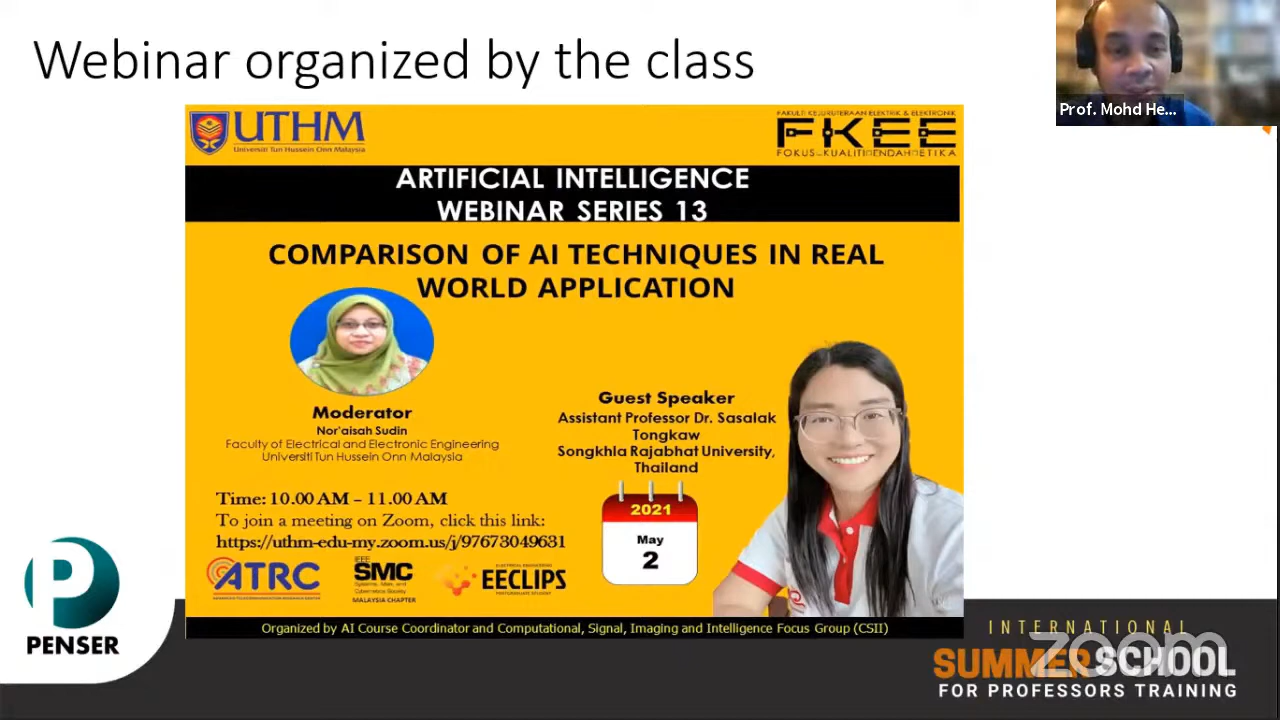 Webinar organized by the class
Prof. Mohd He...
UTHM
Universiti Tun Hussein Onn Malaysia
FAKULTI KEJURUTERAAN ELEKTRIK & ELEKTRONIK
FKEE
FOKUS KUALITI ENDAH ETIKA
ARTIFICIAL INTELLIGENCE
WEBINAR SERIES 13
COMPARISON OF AI TECHNIQUES IN REAL
WORLD APPLICATION
Moderator
Nor'aisah Sudin
Faculty of Electrical and Electronic Engineering
Universiti Tun Hussein Onn Malaysia
Guest Speaker
Assistant Professor Dr. Sasalak
Tongkaw
Songkhla Rajabhat University,
Thailand
Time: 10.00 AM – 11.00 AM
To join a meeting on Zoom, click this link:
https://uthm-edu-my.zoom.us/j/97673049631
2021
May
2
ATRC
IEEE
SMC
Systems, Man, and
Cybernetics Society
MALAYSIA CHAPTER
EECLIPS
Organized by AI Course Coordinator and Computational, Signal, Imaging and Intelligence Focus Group (CSII)
P
PENSER
INTERNATIONAL
SUMMER SCHOOL
FOR PROFESSORS TRAINING
zoom